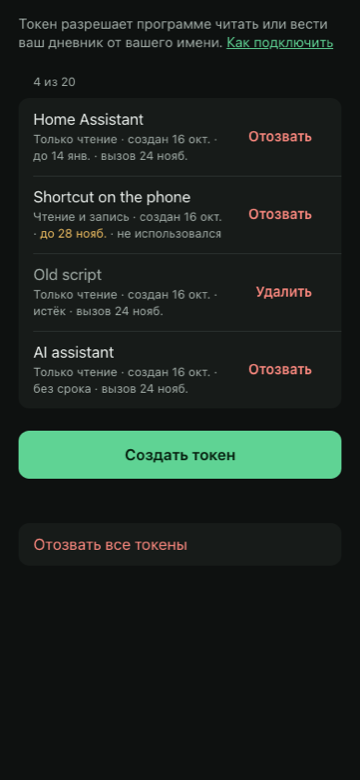 Токен разрешает программе читать или вести
ваш дневник от вашего имени. Как подключить
4 из 20
Home Assistant
Только чтение · создан 16 окт. ·
до 14 янв. · вызов 24 нояб.
Отозвать
Shortcut on the phone
Чтение и запись · создан 16 окт.
· до 28 нояб. · не использовался
Отозвать
Old script
Только чтение · создан 16 окт. ·
истёк · вызов 24 нояб.
Удалить
AI assistant
Только чтение · создан 16 окт. ·
без срока · вызов 24 нояб.
Отозвать
Создать токен
Отозвать все токены